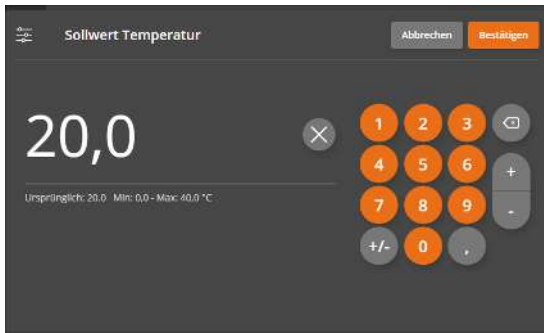 Sollwert Temperatur
Abbrechen
Bestätigen
20,0
Ursprünglich: 20.0 Min: 0,0 - Max: 40,0 °C
1 2 3
4 5 6 +
7 8 9 -
+/- 0 ,